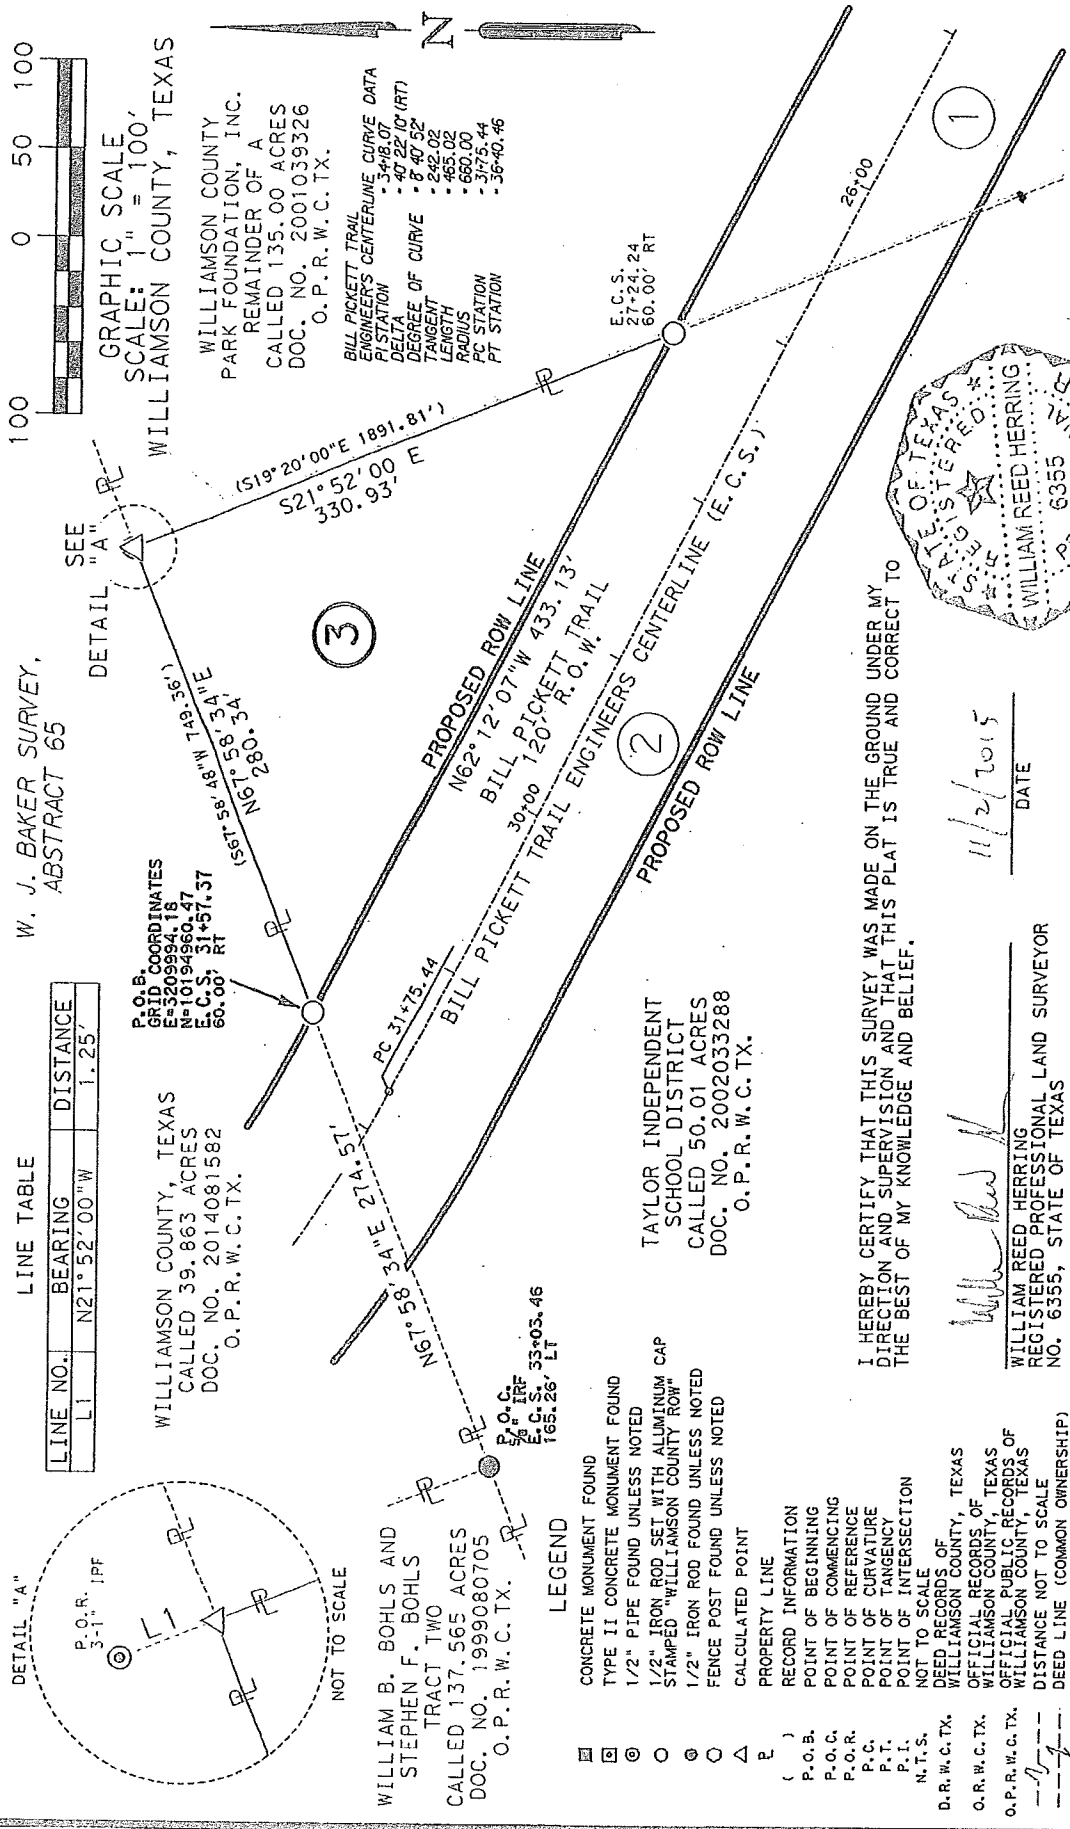 DETAIL "A"
P.O.R.
3-1" IPF
L1
NOT TO SCALE
LINE TABLE
LINE NO. BEARING DISTANCE
L1 N21°52'00"W 1.25'
W. J. BAKER SURVEY,
ABSTRACT 65
100 0 50 100
GRAPHIC SCALE
SCALE: 1" = 100'
WILLIAMSON COUNTY, TEXAS
N
WILLIAMSON COUNTY
PARK FOUNDATION, INC.
REMAINDER OF A
CALLED 135.00 ACRES
DOC. NO. 2001039326
O.P.R.W.C.TX.
BILL PICKETT TRAIL
ENGINEER'S CENTERLINE CURVE DATA
PI STATION = 34+18.07
DELTA = 40° 22' 10" (RT)
DEGREE OF CURVE = 8° 40' 52"
TANGENT = 242.02
LENGTH = 465.02
RADIUS = 660.00
PC STATION = 31+75.44
PT STATION = 36+40.46
SEE
DETAIL "A"
(S67°58'48"W 749.36')
N67°58'34"E
280.34'
(S19°20'00"E 1891.81')
S21°52'00 E
330.93'
P.O.B.
GRID COORDINATES
E=3209994.18
N=10194960.47
E.C.S. 31+57.37
60.00' RT
WILLIAMSON COUNTY, TEXAS
CALLED 39.863 ACRES
DOC. NO. 2014081582
O.P.R.W.C.TX.
3
PROPOSED ROW LINE
N62°12'07"W 433.13'
BILL PICKETT TRAIL
120' R.O.W.
30+00
BILL PICKETT TRAIL ENGINEERS CENTERLINE (E.C.S.)
2
PROPOSED ROW LINE
E.C.S.
27+24.24
60.00' RT
26+00
1
PC 31+75.44
N67°58'34"E 274.57'
P.O.C.
5/8" IRF
E.C.S. 33+03.46
165.26' LT
WILLIAM B. BOHLS AND
STEPHEN F. BOHLS
TRACT TWO
CALLED 137.565 ACRES
DOC. NO. 1999080705
O.P.R.W.C.TX.
TAYLOR INDEPENDENT
SCHOOL DISTRICT
CALLED 50.01 ACRES
DOC. NO. 2002033288
O.P.R.W.C.TX.
LEGEND
CONCRETE MONUMENT FOUND
TYPE II CONCRETE MONUMENT FOUND
1/2" PIPE FOUND UNLESS NOTED
1/2" IRON ROD SET WITH ALUMINUM CAP
STAMPED "WILLIAMSON COUNTY ROW"
1/2" IRON ROD FOUND UNLESS NOTED
FENCE POST FOUND UNLESS NOTED
CALCULATED POINT
PROPERTY LINE
( ) RECORD INFORMATION
P.O.B. POINT OF BEGINNING
P.O.C. POINT OF COMMENCING
P.O.R. POINT OF REFERENCE
P.C. POINT OF CURVATURE
P.T. POINT OF TANGENCY
P.I. POINT OF INTERSECTION
N.T.S. NOT TO SCALE
D.R.W.C.TX. DEED RECORDS OF
WILLIAMSON COUNTY, TEXAS
O.R.W.C.TX. OFFICIAL RECORDS OF
WILLIAMSON COUNTY, TEXAS
O.P.R.W.C.TX. OFFICIAL PUBLIC RECORDS OF
WILLIAMSON COUNTY, TEXAS
DISTANCE NOT TO SCALE
DEED LINE (COMMON OWNERSHIP)
I HEREBY CERTIFY THAT THIS SURVEY WAS MADE ON THE GROUND UNDER MY
DIRECTION AND SUPERVISION AND THAT THIS PLAT IS TRUE AND CORRECT TO
THE BEST OF MY KNOWLEDGE AND BELIEF.
11/2/2015
DATE
WILLIAM REED HERRING
REGISTERED PROFESSIONAL LAND SURVEYOR
NO. 6355, STATE OF TEXAS
STATE OF TEXAS
REGISTERED
WILLIAM REED HERRING
6355